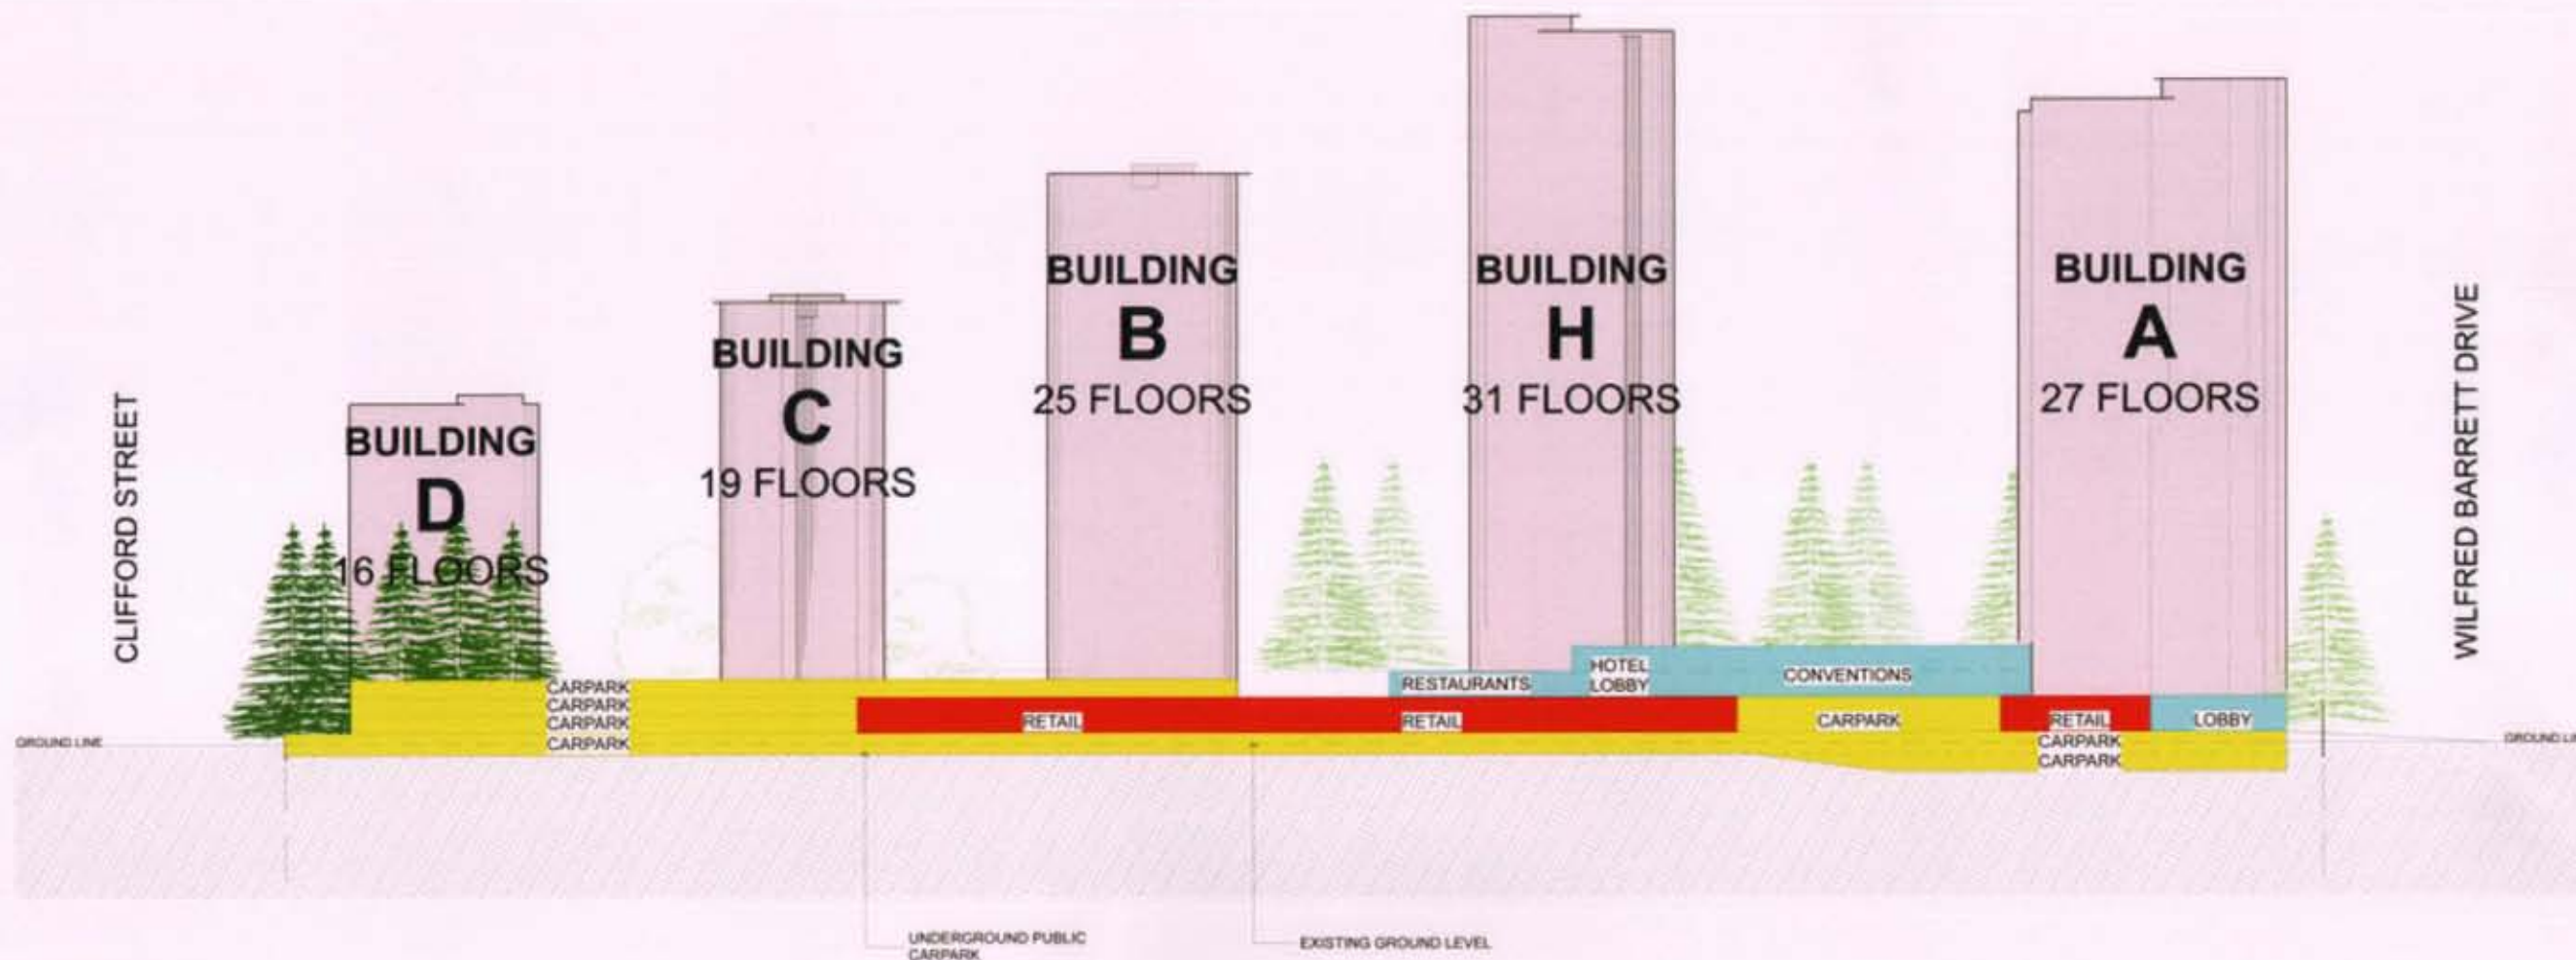 CLIFFORD STREET
BUILDING
D
16 FLOORS
BUILDING
C
19 FLOORS
BUILDING
B
25 FLOORS
BUILDING
H
31 FLOORS
BUILDING
A
27 FLOORS
WILFRED BARRETT DRIVE
CARPARK
CARPARK
CARPARK
CARPARK
RETAIL
RESTAURANTS
HOTEL
LOBBY
CONVENTIONS
RETAIL
CARPARK
RETAIL
LOBBY
CARPARK
CARPARK
GROUND LINE
GROUND LI
UNDERGROUND PUBLIC
CARPARK
EXISTING GROUND LEVEL